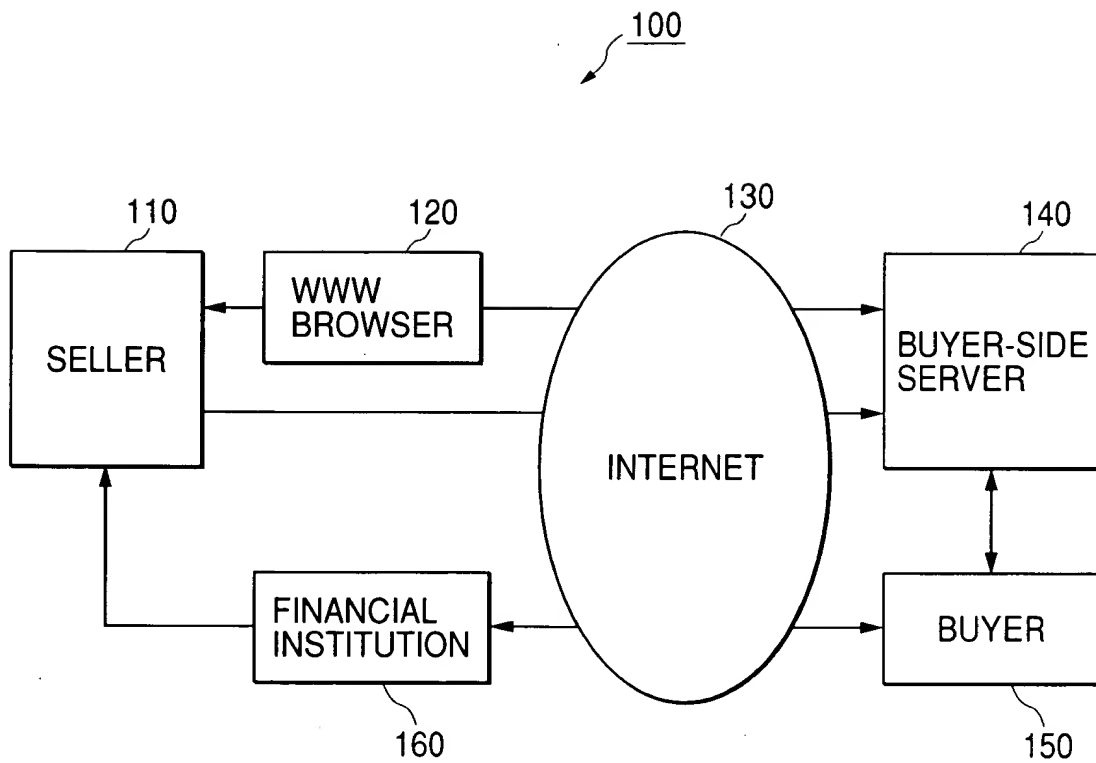 100
110
120
130
140
SELLER
WWW
BROWSER
INTERNET
BUYER-SIDE
SERVER
FINANCIAL
INSTITUTION
BUYER
160
150